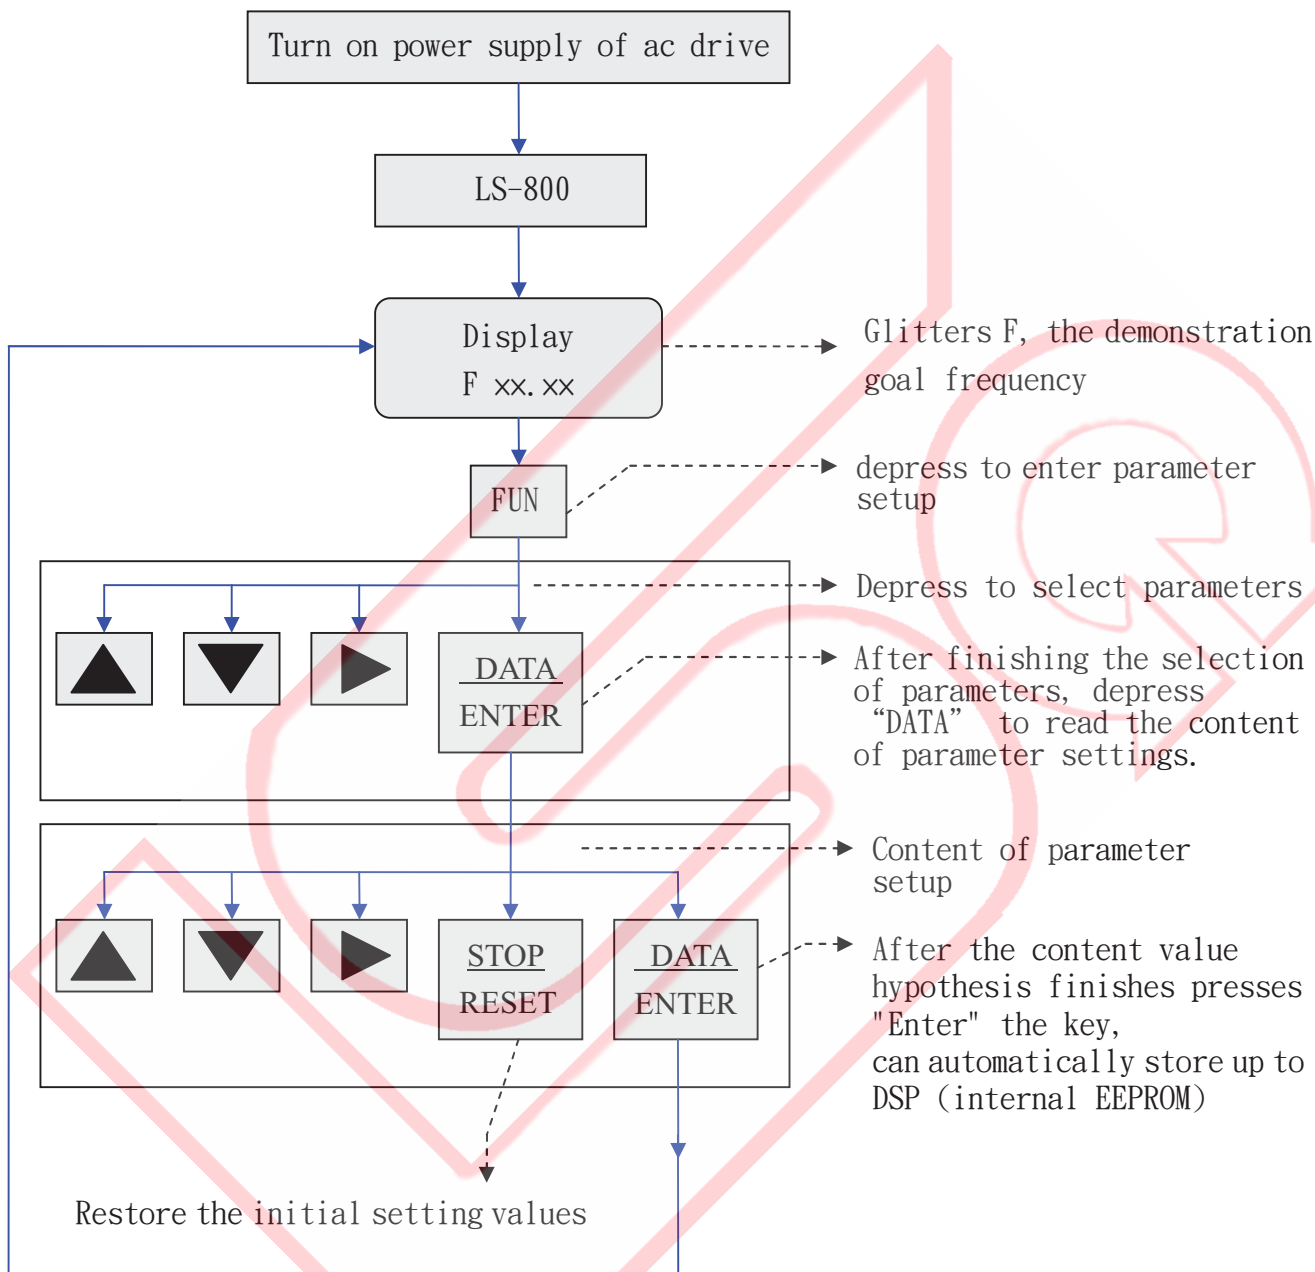 Turn on power supply of ac drive
LS-800
Display
F xx.xx
Glitters F, the demonstration
goal frequency
FUN
depress to enter parameter
setup
Depress to select parameters
DATA
ENTER
After finishing the selection
of parameters, depress
“DATA” to read the content
of parameter settings.
Content of parameter
setup
STOP
RESET
DATA
ENTER
After the content value
hypothesis finishes presses
"Enter" the key,
can automatically store up to
DSP (internal EEPROM)
Restore the initial setting values